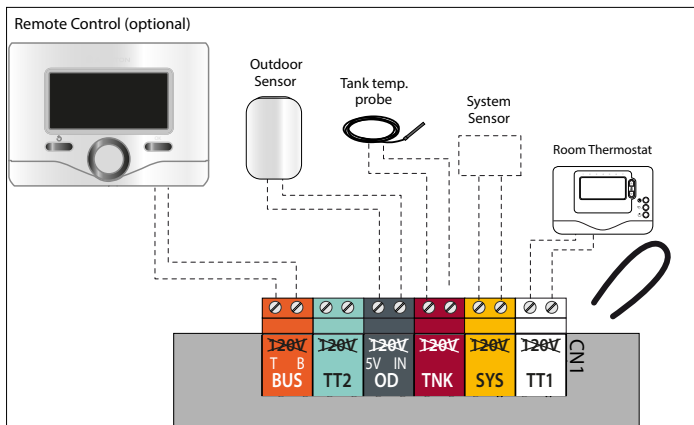 Remote Control (optional)
Outdoor
Sensor
Tank temp.
probe
System
Sensor
Room Thermostat
120V 120V 120V 120V 120V 120V
T B 5V IN
BUS TT2 OD TNK SYS TT1
CN1